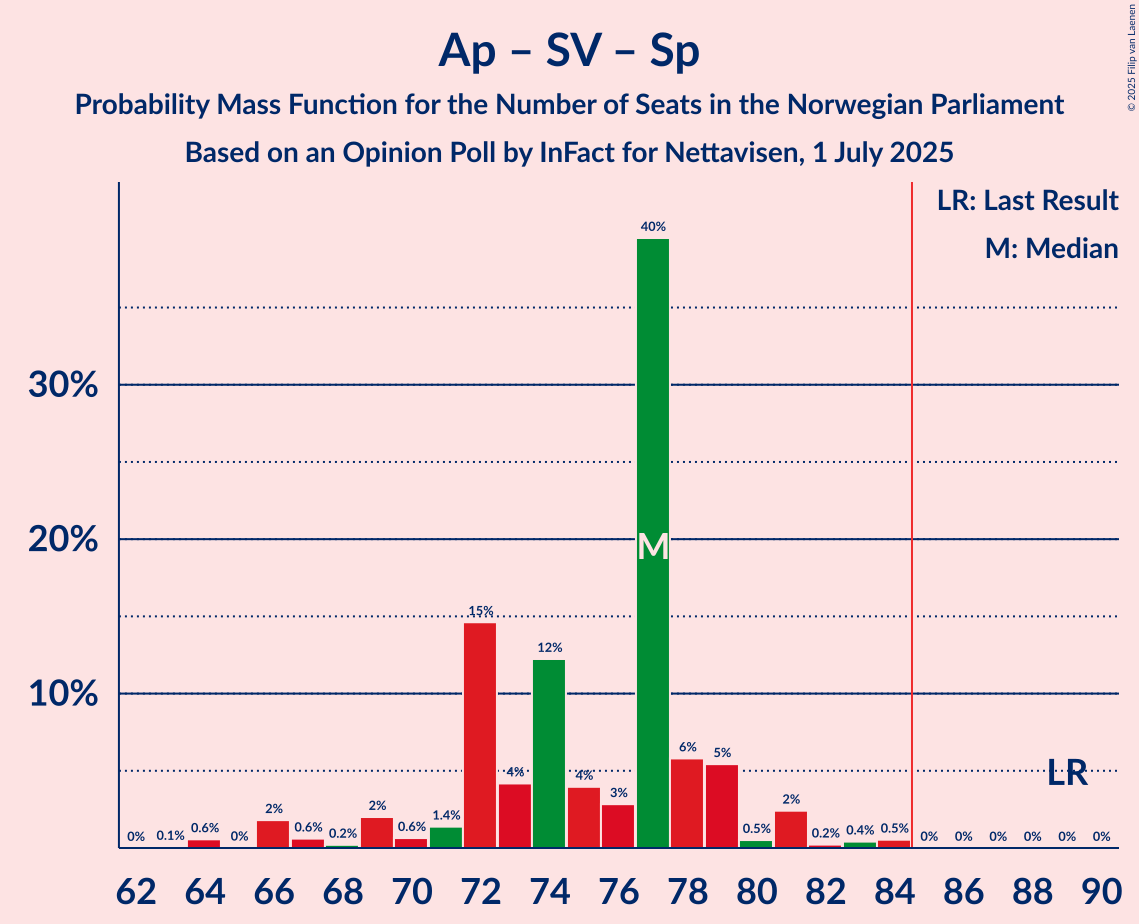 Ap – SV – Sp
Probability Mass Function for the Number of Seats in the Norwegian Parliament
Based on an Opinion Poll by InFact for Nettavisen, 1 July 2025
© 2025 Filip van Laenen
LR: Last Result
M: Median
30%
20%
10%
0% 0.1% 0.6% 0% 2% 0.6% 0.2% 2% 0.6% 1.4% 15% 4% 12% 4% 3% 40% 6% 5% 0.5% 2% 0.2% 0.4% 0.5% 0% 0% 0% 0% 0% 0%
M
LR
62 64 66 68 70 72 74 76 78 80 82 84 86 88 90